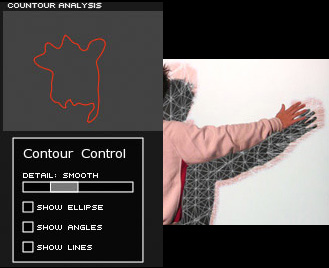 COUNTOUR ANALYSIS
Contour Control
DETAIL: SMOOTH
SHOW ELLIPSE
SHOW ANGLES
SHOW LINES